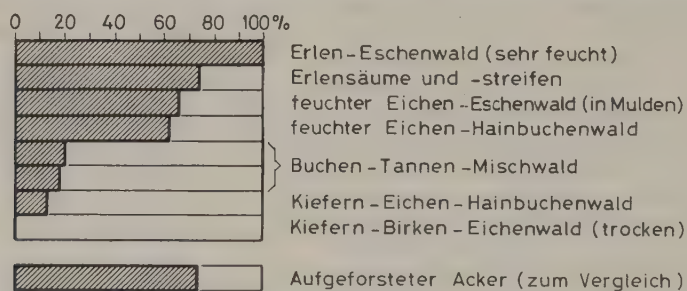 0 20 40 60 80 100%
Erlen-Eschenwald (sehr feucht)
Erlensäume und -streifen
feuchter Eichen-Eschenwald (in Mulden)
feuchter Eichen-Hainbuchenwald
Buchen-Tannen-Mischwald
Kiefern-Eichen-Hainbuchenwald
Kiefern-Birken-Eichenwald (trocken)
Aufgeforsteter Acker (zum Vergleich)